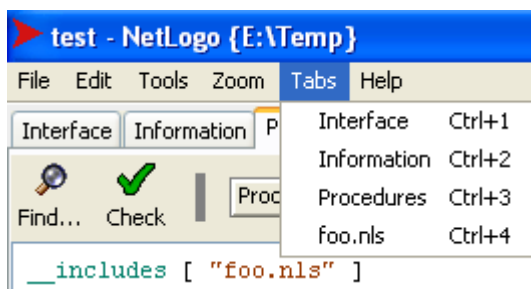 test - NetLogo {E:\Temp}
File Edit Tools Zoom Tabs Help
Interface Information P
Interface Ctrl+1
Information Ctrl+2
Procedures Ctrl+3
foo.nls Ctrl+4
Find... Check Proc
__includes [ "foo.nls" ]